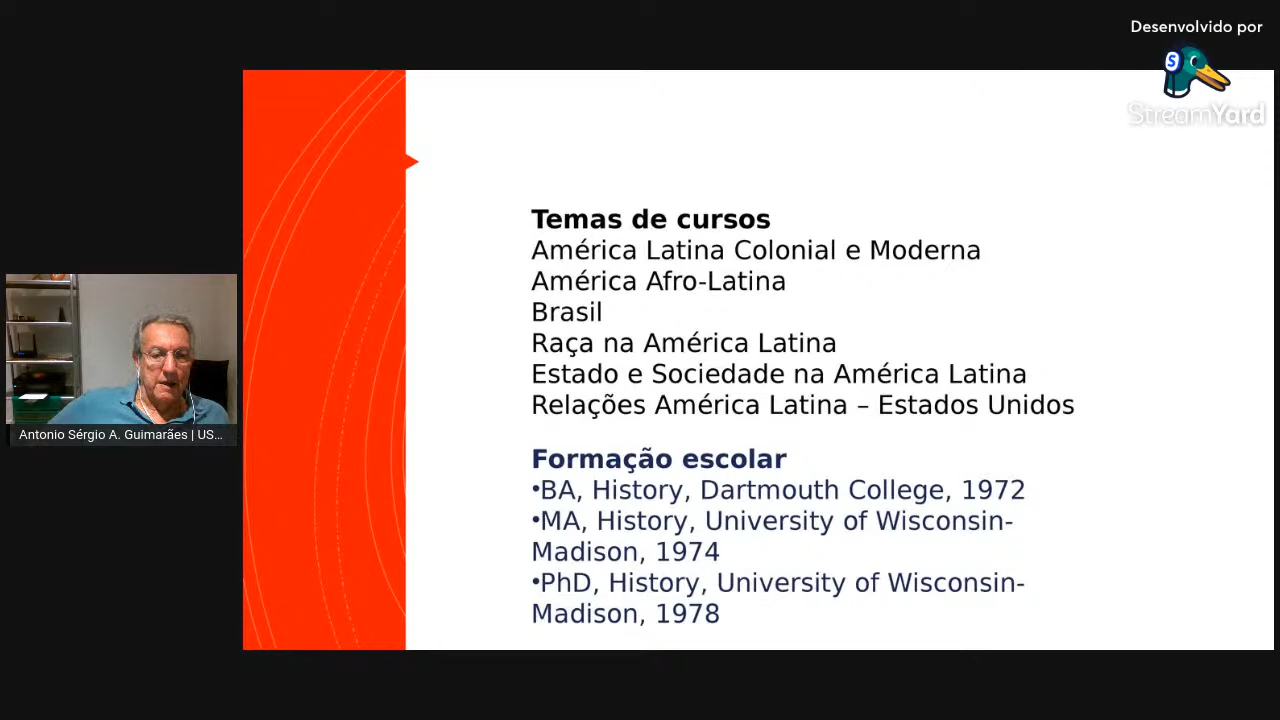 Desenvolvido por
S
StreamYard
Temas de cursos
América Latina Colonial e Moderna
América Afro-Latina
Brasil
Raça na América Latina
Estado e Sociedade na América Latina
Relações América Latina – Estados Unidos
Formação escolar
•BA, History, Dartmouth College, 1972
•MA, History, University of Wisconsin-
Madison, 1974
•PhD, History, University of Wisconsin-
Madison, 1978
Antonio Sérgio A. Guimarães | US...